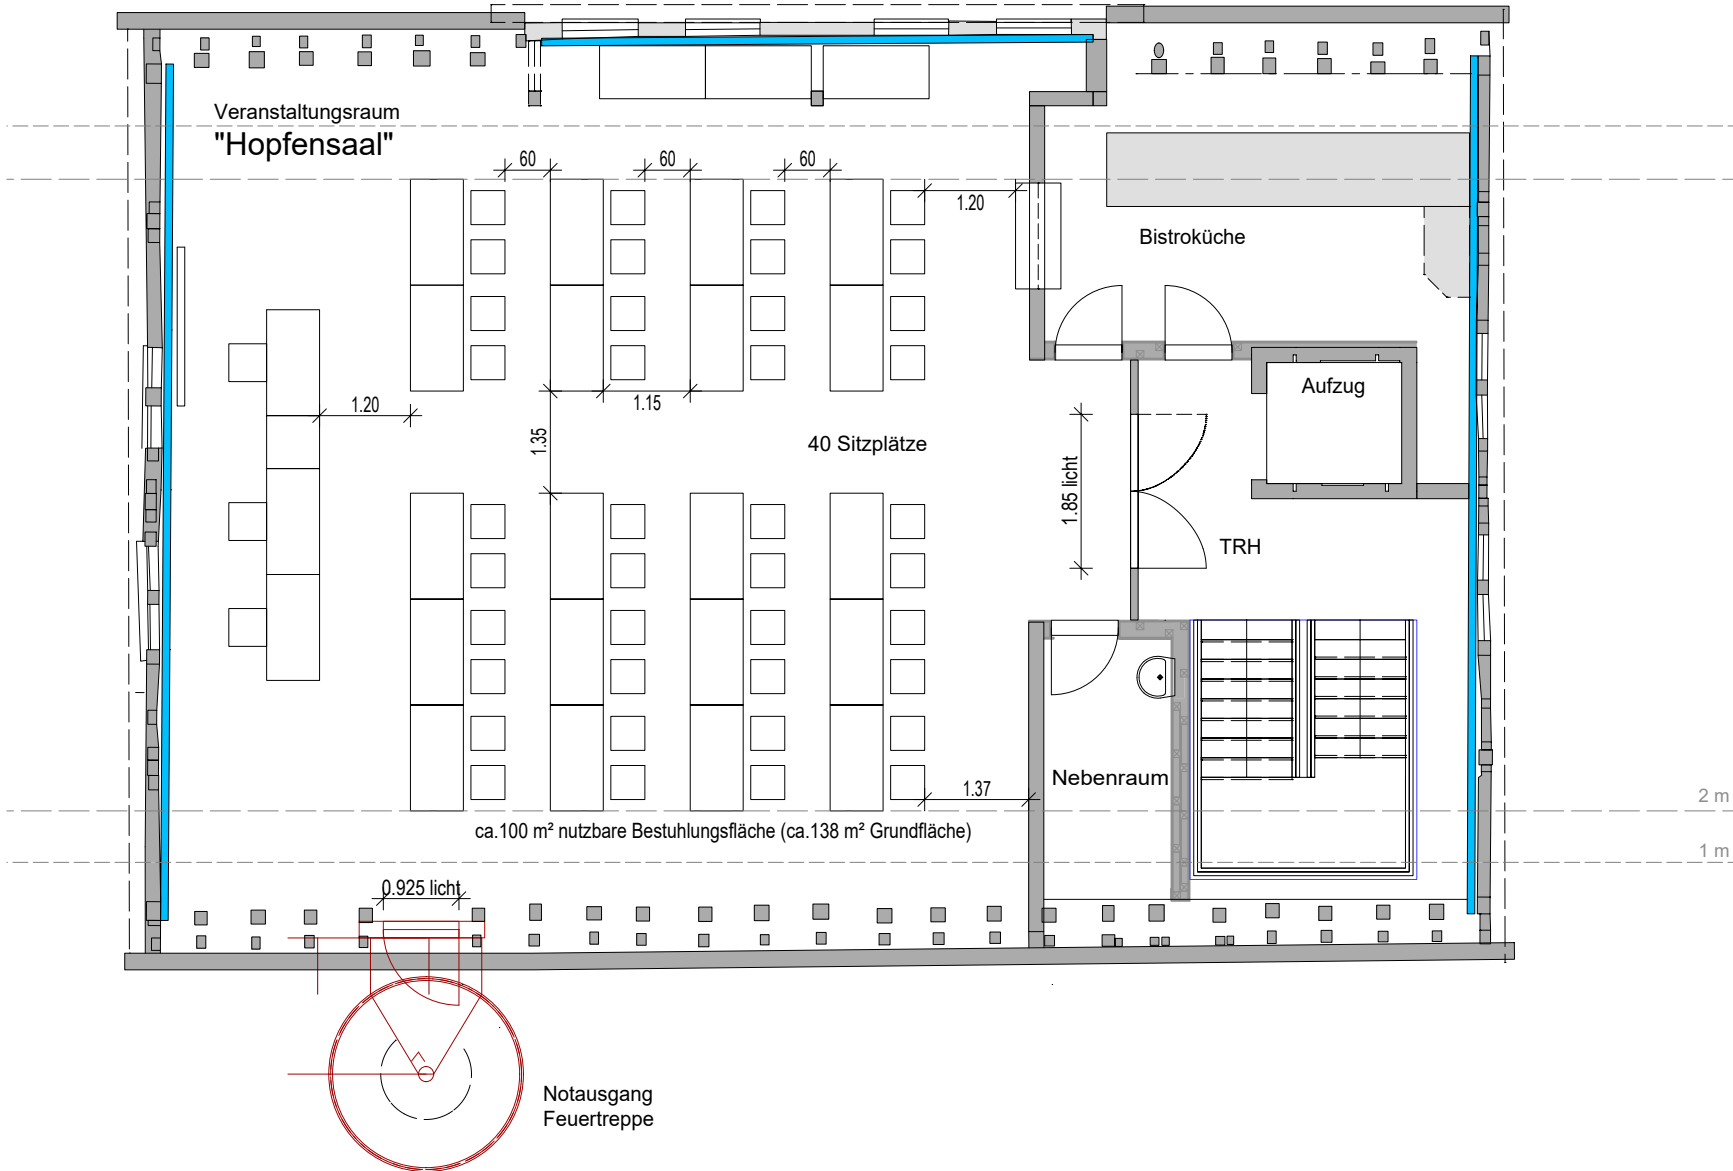 Veranstaltungsraum
"Hopfensaal"
60
60
60
1.20
Bistroküche
Aufzug
1.20
1.15
1.35
40 Sitzplätze
1.85 licht
TRH
Nebenraum
1.37
2 m
ca.100 m² nutzbare Bestuhlungsfläche (ca.138 m² Grundfläche)
1 m
0.925 licht
Notausgang
Feuertreppe